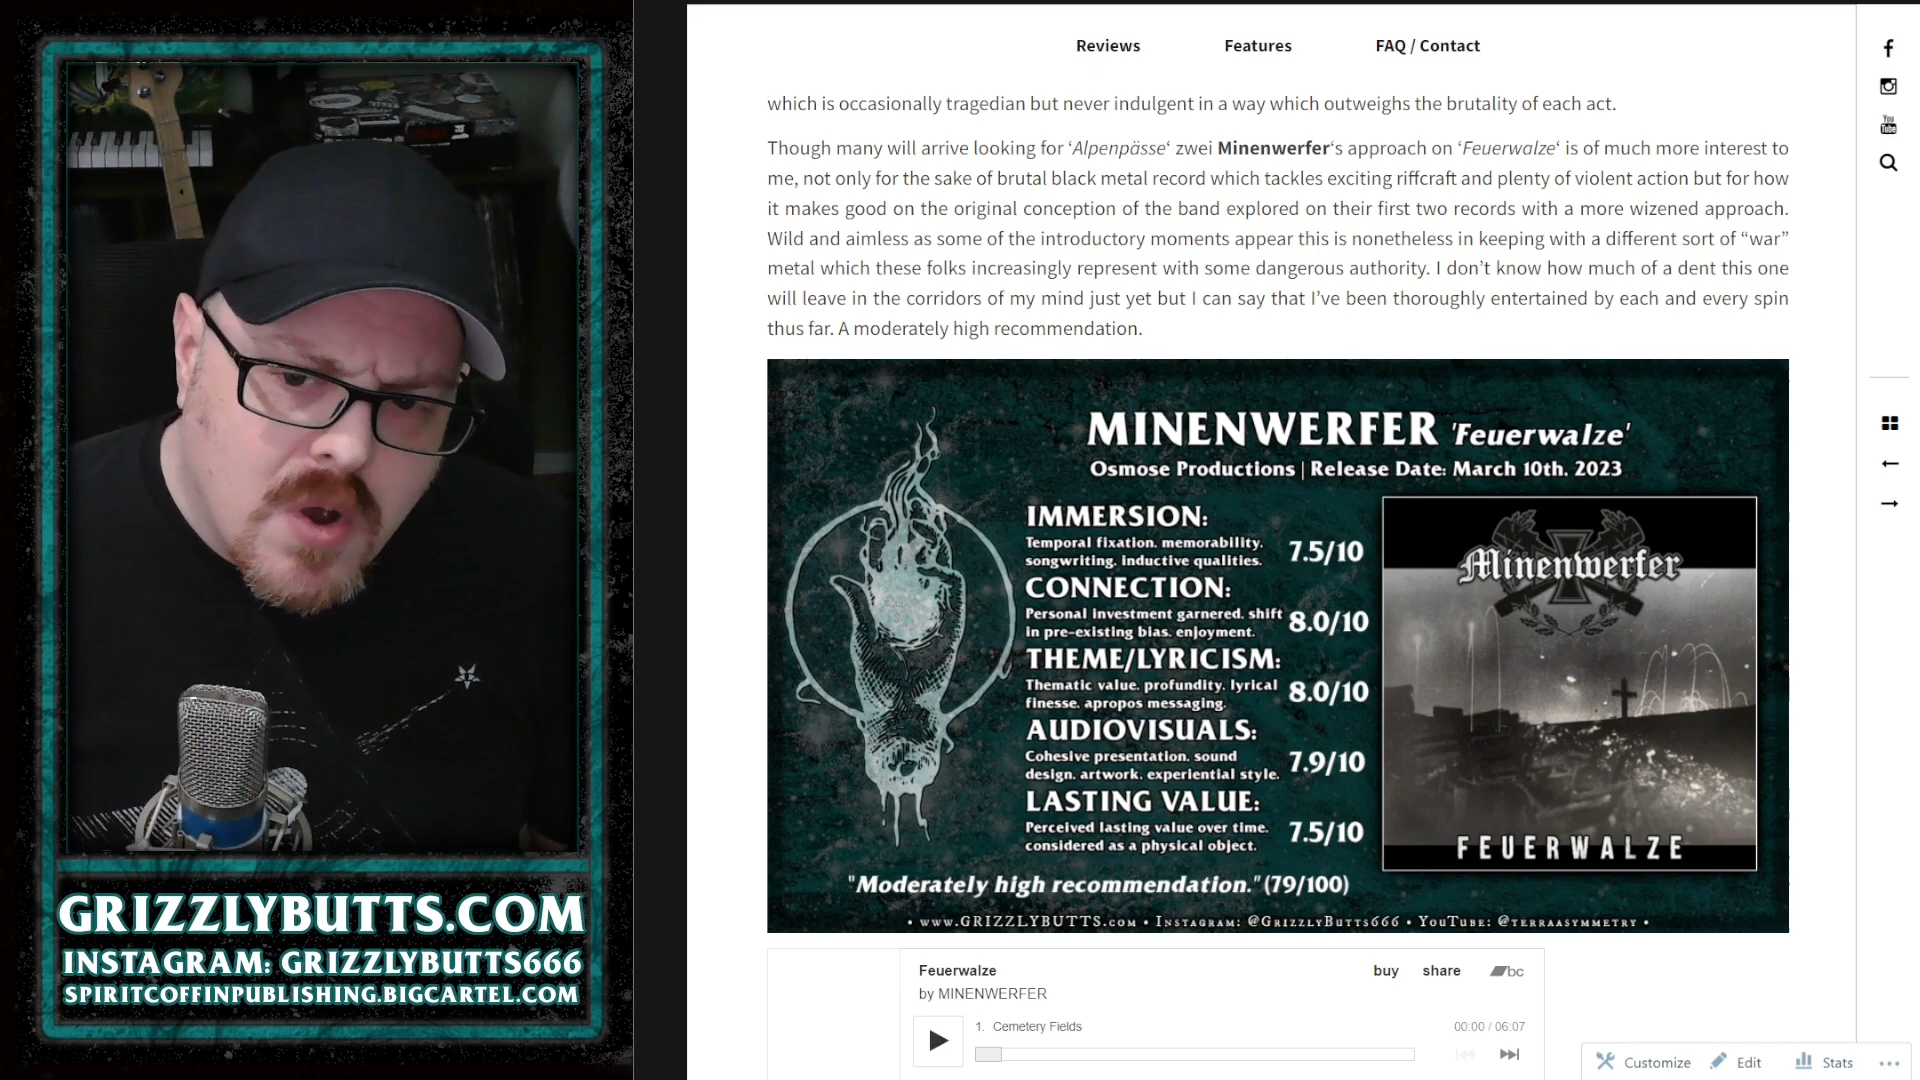 GRIZZLYBUTTS.COM
INSTAGRAM: GRIZZLYBUTTS666
SPIRITCOFFINPUBLISHING.BIGCARTEL.COM
Reviews Features FAQ / Contact
which is occasionally tragedian but never indulgent in a way which outweighs the brutality of each act.
Though many will arrive looking for ‘Alpenpässe‘ zwei Minenwerfer‘s approach on ‘Feuerwalze‘ is of much more interest to
me, not only for the sake of brutal black metal record which tackles exciting riffcraft and plenty of violent action but for how
it makes good on the original conception of the band explored on their first two records with a more wizened approach.
Wild and aimless as some of the introductory moments appear this is nonetheless in keeping with a different sort of “war”
metal which these folks increasingly represent with some dangerous authority. I don’t know how much of a dent this one
will leave in the corridors of my mind just yet but I can say that I’ve been thoroughly entertained by each and every spin
thus far. A moderately high recommendation.
MINENWERFER 'Feuerwalze'
Osmose Productions | Release Date: March 10th, 2023
IMMERSION:
Temporal fixation, memorability,
songwriting, inductive qualities.
7.5/10
CONNECTION:
Personal investment garnered, shift
in pre-existing bias, enjoyment.
8.0/10
THEME/LYRICISM:
Thematic value, profundity, lyrical
finesse, apropos messaging.
8.0/10
AUDIOVISUALS:
Cohesive presentation, sound
design, artwork, experiential style.
7.9/10
LASTING VALUE:
Perceived lasting value over time,
considered as a physical object.
7.5/10
Minenwerfer
FEUERWALZE
"Moderately high recommendation." (79/100)
• www.GRIZZLYBUTTS.com • Instagram: @GrizzlyButts666 • YouTube: @terraasymmetry •
Feuerwalze
by MINENWERFER
buy share bc
1. Cemetery Fields 00:00 / 06:07
You
Tube
Customize Edit Stats